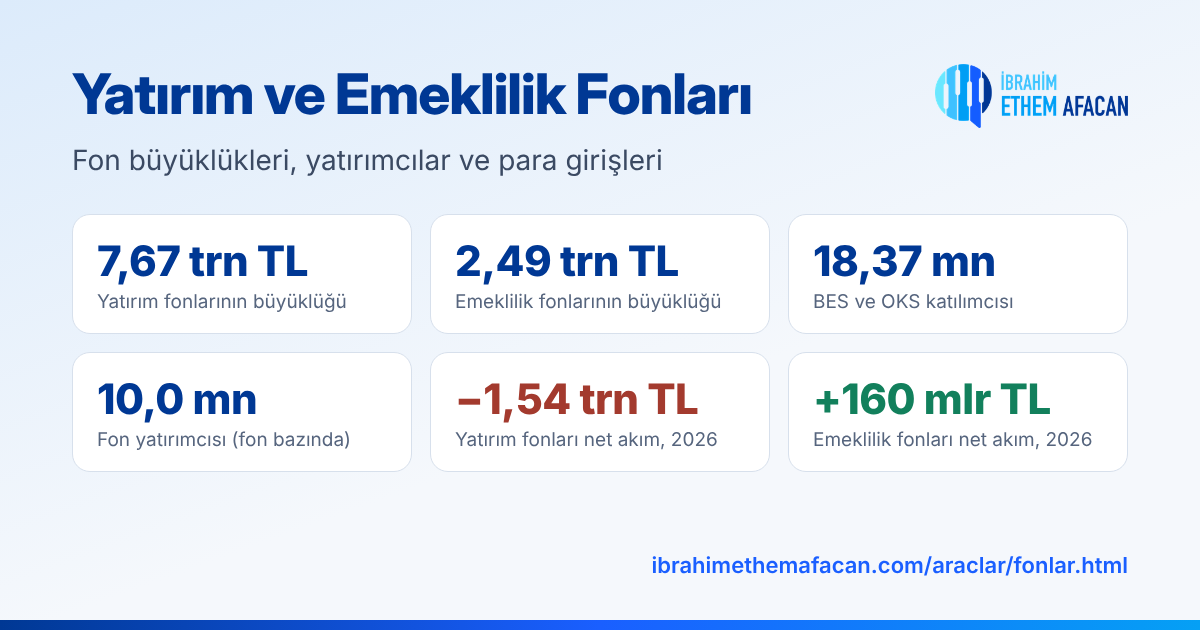 Yatırım ve Emeklilik Fonları
İBRAHİM
ETHEM AFACAN
Fon büyüklükleri, yatırımcılar ve para girişleri
7,67 trn TL
Yatırım fonlarının büyüklüğü
2,49 trn TL
Emeklilik fonlarının büyüklüğü
18,37 mn
BES ve OKS katılımcısı
10,0 mn
Fon yatırımcısı (fon bazında)
−1,54 trn TL
Yatırım fonları net akım, 2026
+160 mlr TL
Emeklilik fonları net akım, 2026
ibrahimethemafacan.com/araclar/fonlar.html